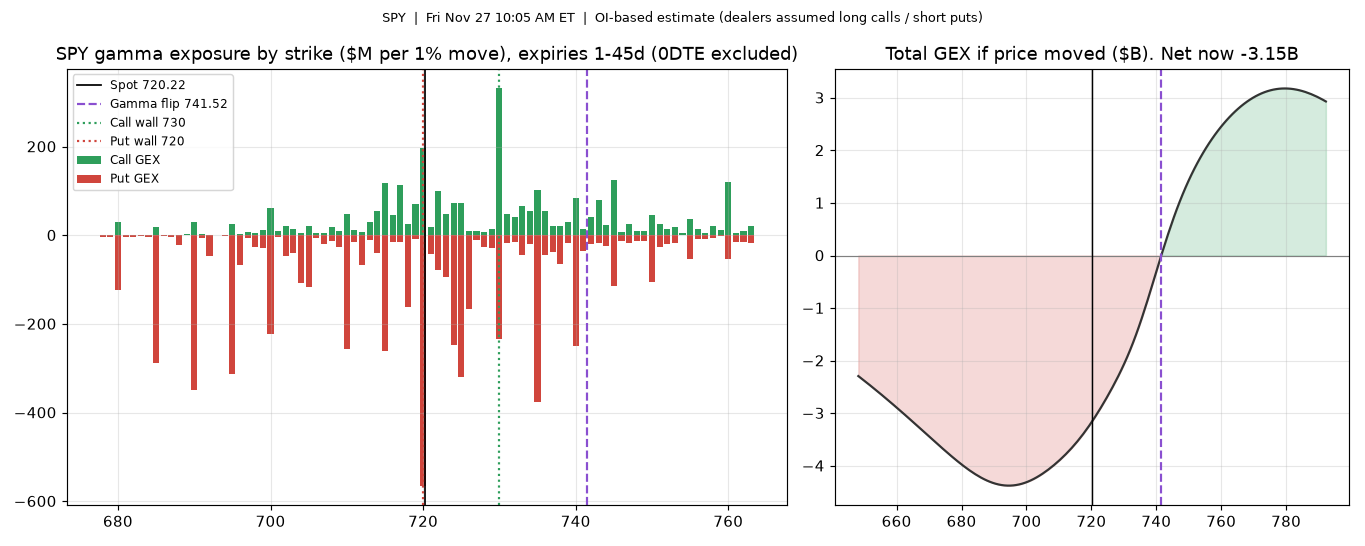 SPY | Fri Nov 27 10:05 AM ET | OI-based estimate (dealers assumed long calls / short puts)
SPY gamma exposure by strike ($M per 1% move), expiries 1-45d (0DTE excluded)
Spot 720.22
Gamma flip 741.52
Call wall 730
Put wall 720
Call GEX
Put GEX
200
0
−200
−400
−600
680 700 720 740 760
Total GEX if price moved ($B). Net now -3.15B
3
2
1
0
−1
−2
−3
−4
660 680 700 720 740 760 780